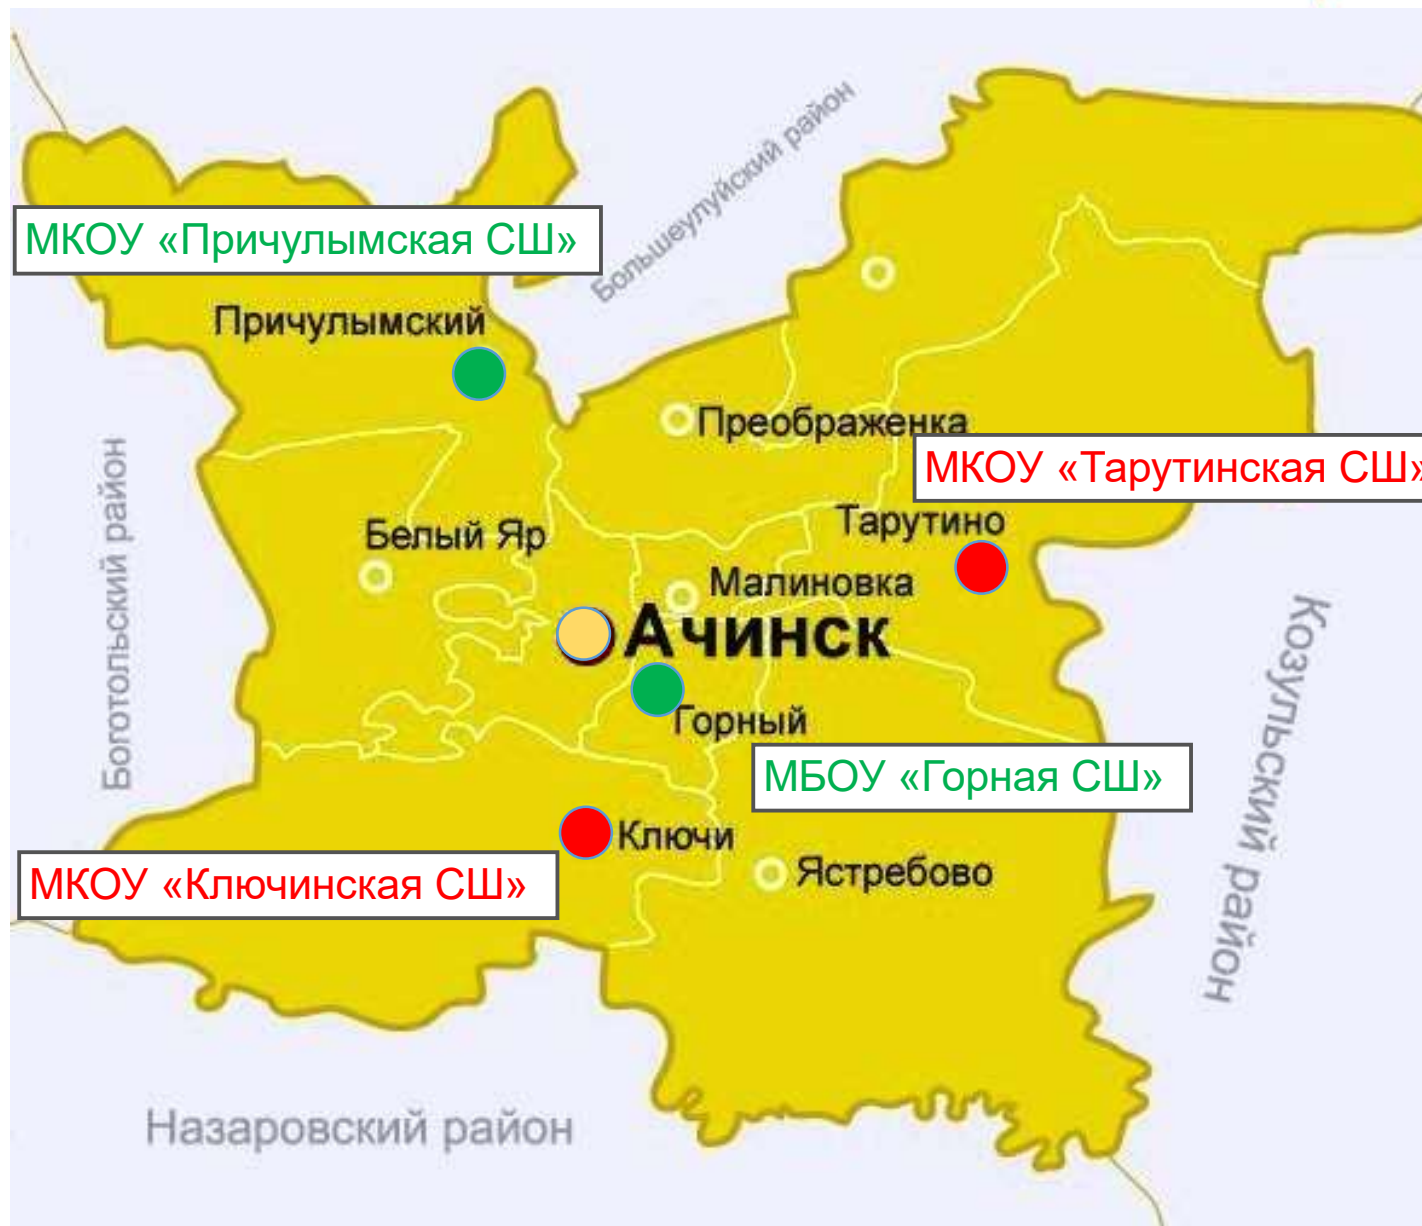 Большеулуйский район
МКОУ «Причулымская СШ»
Причулымский
Преображенка
МКОУ «Тарутинская СШ»
Тарутино
Белый Яр
Малиновка
Ачинск
Боготольский район
Козульский район
Горный
МБОУ «Горная СШ»
Ключи
Ястребово
МКОУ «Ключинская СШ»
Назаровский район